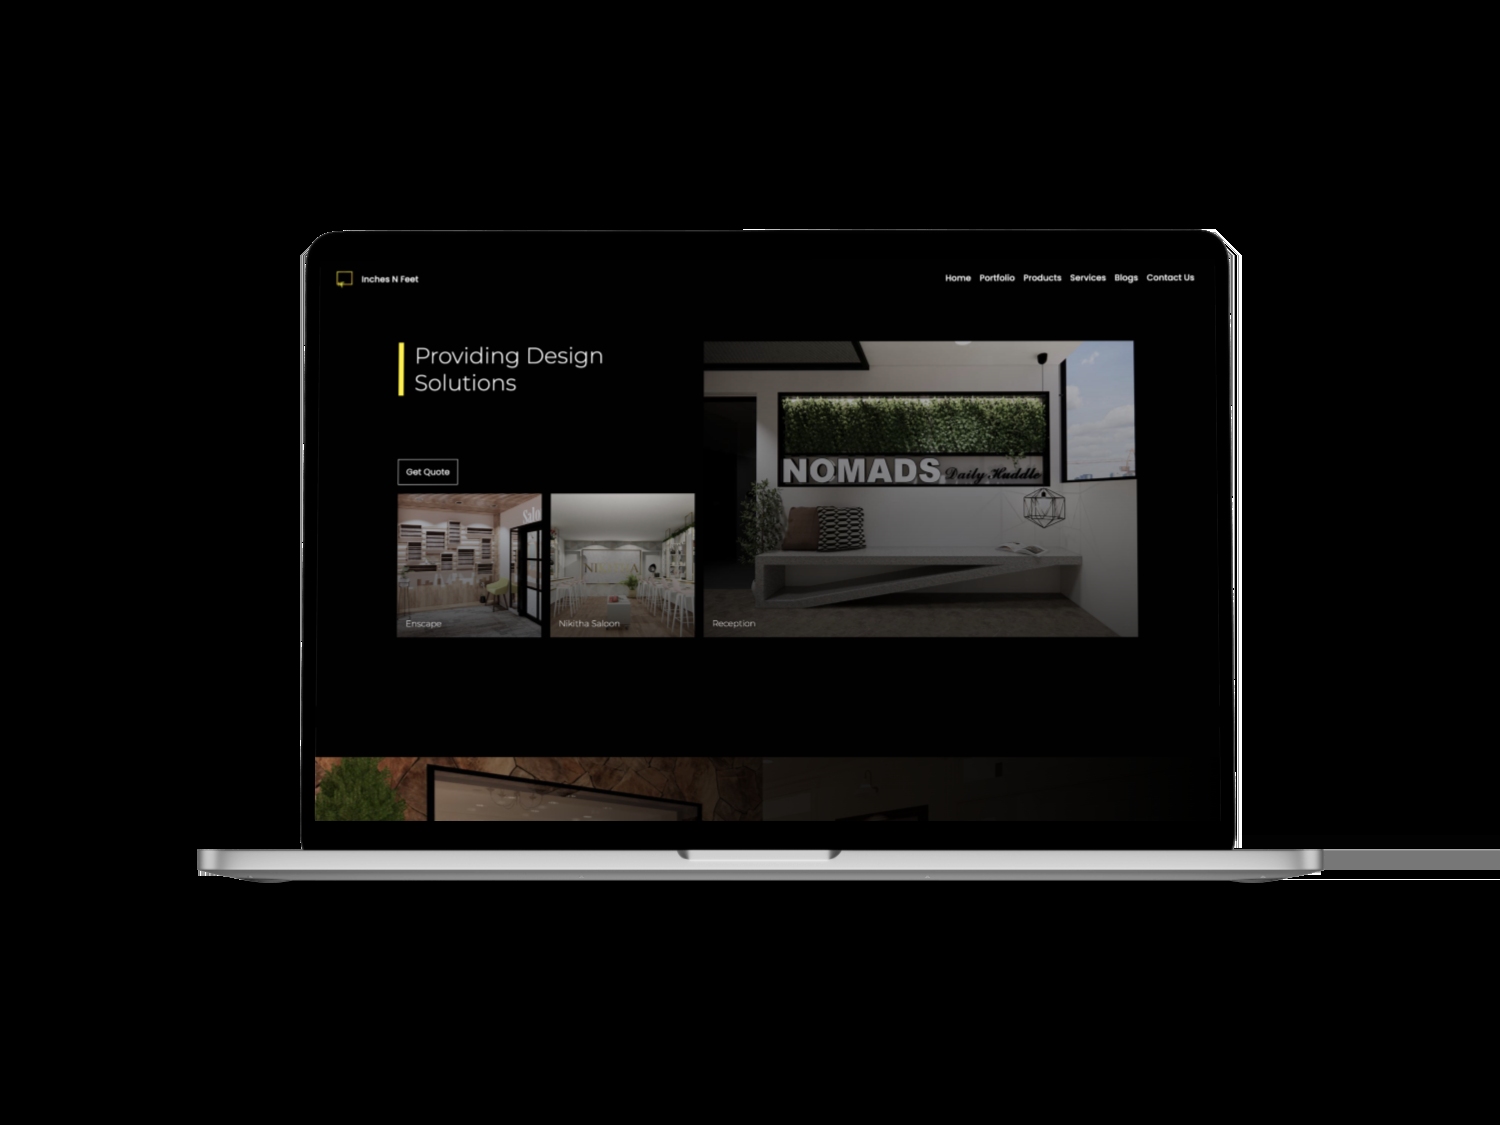 Inches N Feet
Home Portfolio Products Services Blogs Contact Us
Providing Design
Solutions
Get Quote
NOMADS Daily Huddle
Enscape
Nikitha Saloon
Reception